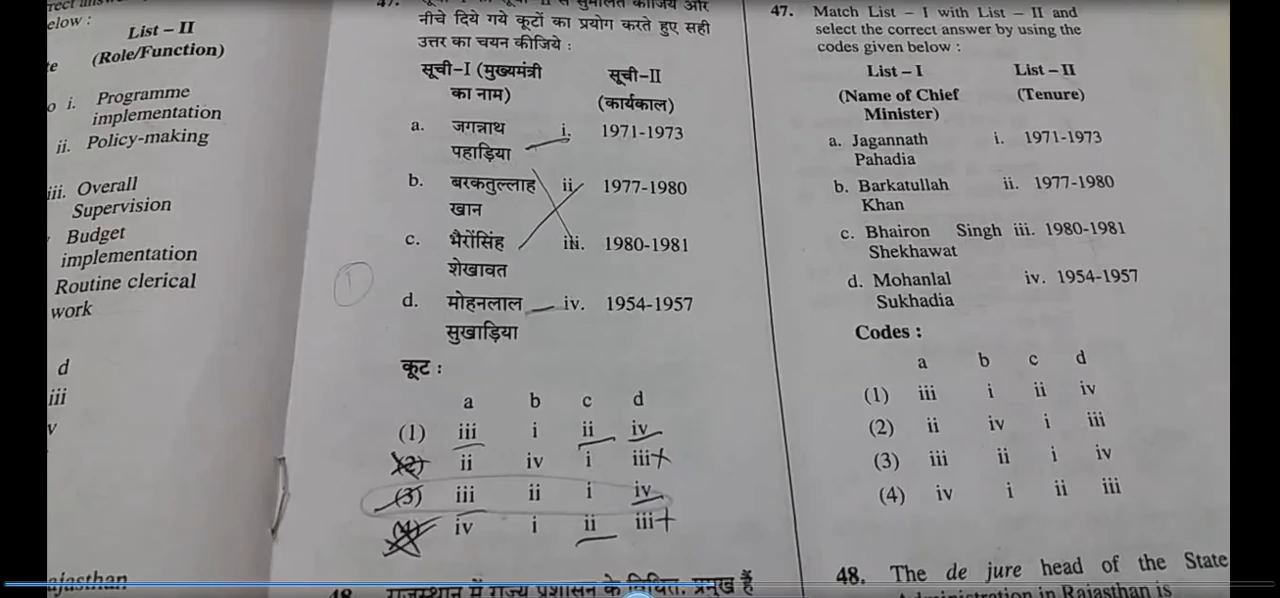 elow :
List – II
(Role/Function)
i. Programme
implementation
ii. Policy-making
iii. Overall
Supervision
Budget
implementation
Routine clerical
work
d
iii
v
नीचे दिये गये कूटों का प्रयोग करते हुए सही
उत्तर का चयन कीजिये :
सूची-I (मुख्यमंत्री सूची-II
का नाम) (कार्यकाल)
a. जगन्नाथ i. 1971-1973
पहाड़िया
b. बरकतुल्लाह ii. 1977-1980
खान
c. भैरोंसिंह iii. 1980-1981
शेखावत
d. मोहनलाल iv. 1954-1957
सुखाड़िया
कूट :
a b c d
(1) iii i ii iv
(2) ii iv i iii
(3) iii ii i iv
(4) iv i ii iii
47. Match List – I with List – II and
select the correct answer by using the
codes given below :
List – I List – II
(Name of Chief (Tenure)
Minister)
a. Jagannath i. 1971-1973
Pahadia
b. Barkatullah ii. 1977-1980
Khan
c. Bhairon Singh iii. 1980-1981
Shekhawat
d. Mohanlal iv. 1954-1957
Sukhadia
Codes :
a b c d
(1) iii i ii iv
(2) ii iv i iii
(3) iii ii i iv
(4) iv i ii iii
48. The de jure head of the State
in Rajasthan is